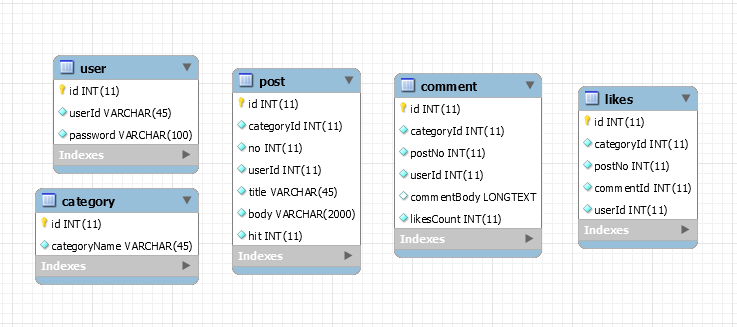 user
id INT(11)
userId VARCHAR(45)
password VARCHAR(100)
Indexes
category
id INT(11)
categoryName VARCHAR(45)
Indexes
post
id INT(11)
categoryId INT(11)
no INT(11)
userId INT(11)
title VARCHAR(45)
body VARCHAR(2000)
hit INT(11)
Indexes
comment
id INT(11)
categoryId INT(11)
postNo INT(11)
userId INT(11)
commentBody LONGTEXT
likesCount INT(11)
Indexes
likes
id INT(11)
categoryId INT(11)
postNo INT(11)
commentId INT(11)
userId INT(11)
Indexes